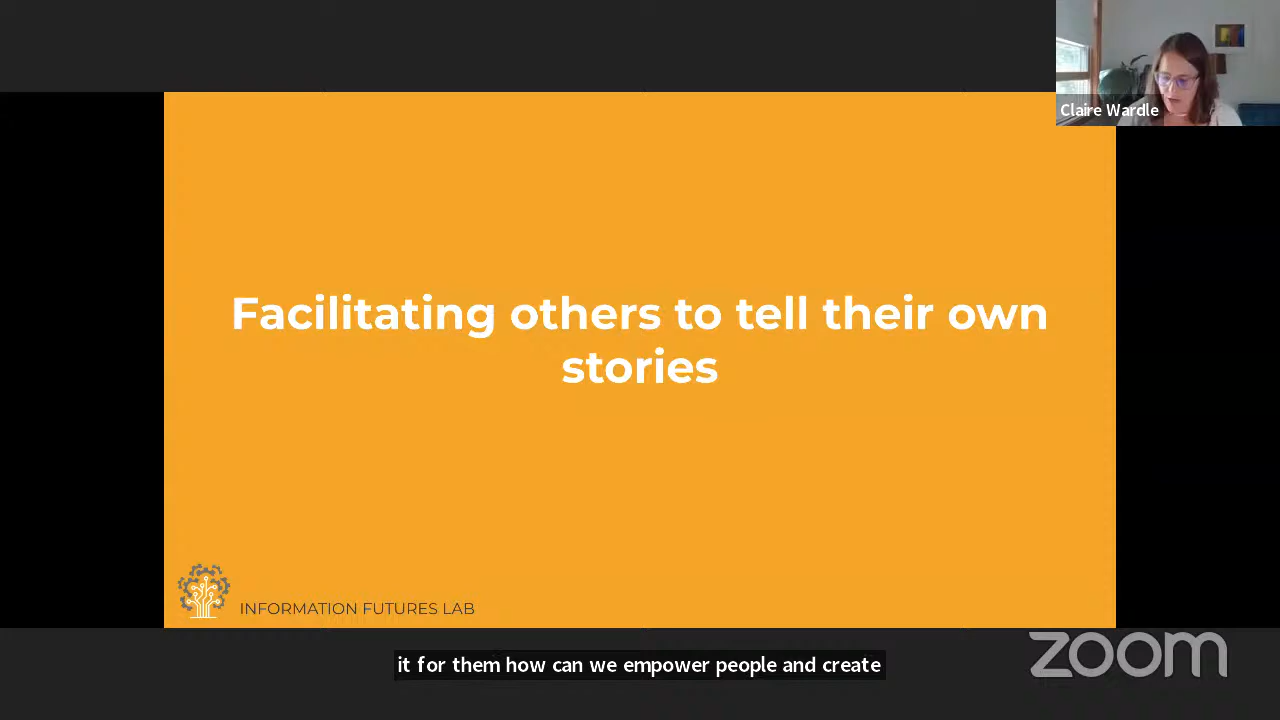 Claire Wardle
Facilitating others to tell their own
stories
INFORMATION FUTURES LAB
it for them how can we empower people and create
zoom